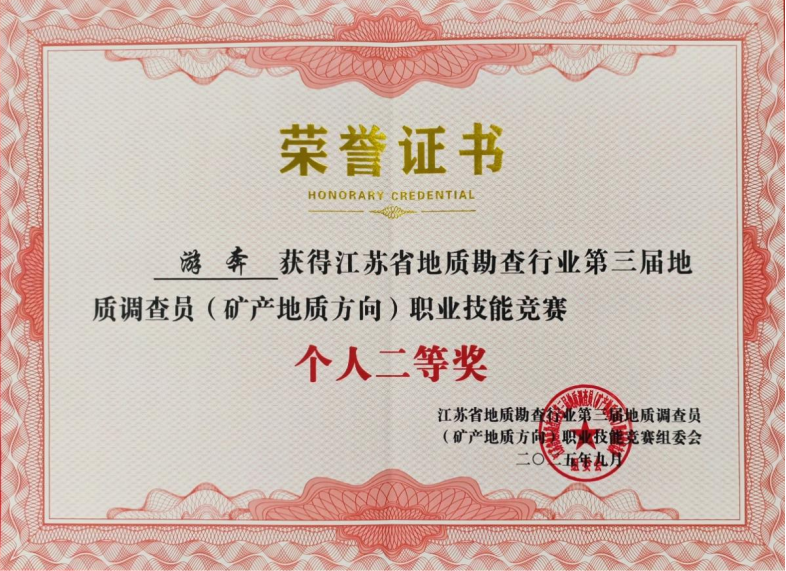 荣誉证书
HONORARY CREDENTIAL
游奔 获得江苏省地质勘查行业第三届地
质调查员（矿产地质方向）职业技能竞赛
个人二等奖
江苏省地质勘查行业第三届地质调查员
（矿产地质方向）职业技能竞赛组委会
二〇二五年九月
组委会